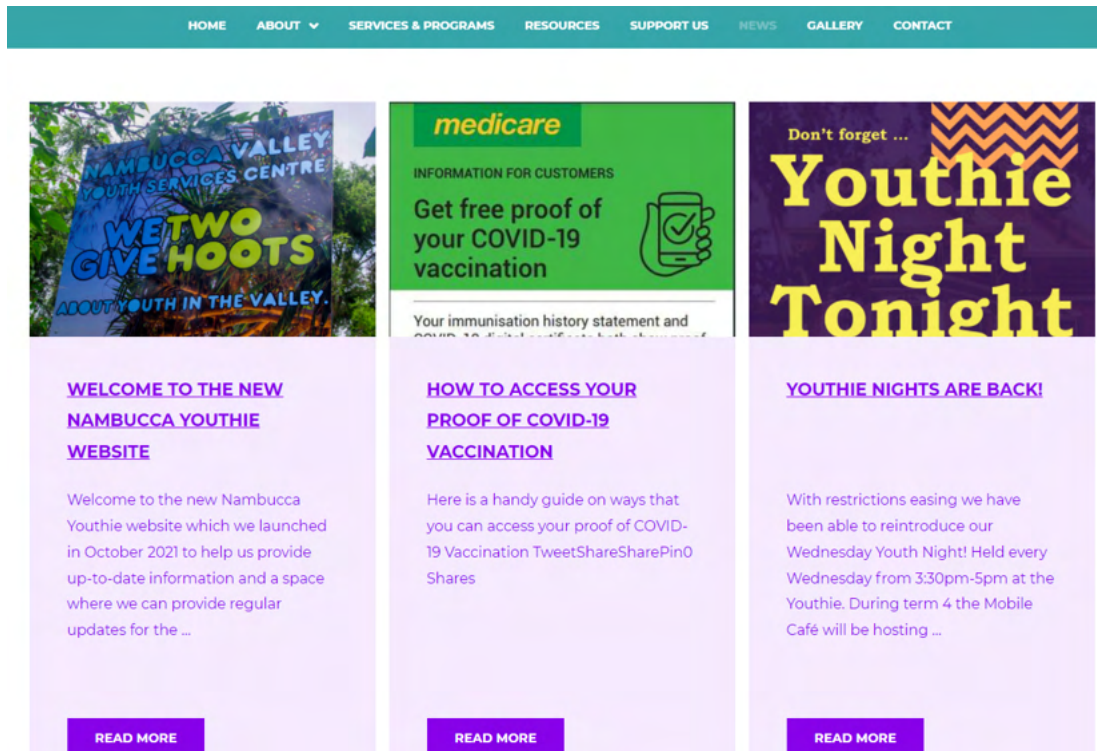 HOME ABOUT SERVICES & PROGRAMS RESOURCES SUPPORT US NEWS GALLERY CONTACT
NAMBUCCA VALLEY
YOUTH SERVICES CENTRE
WE TWO
GIVE HOOTS
ABOUT YOUTH IN THE VALLEY.
WELCOME TO THE NEW
NAMBUCCA YOUTHIE
WEBSITE
Welcome to the new Nambucca
Youthie website which we launched
in October 2021 to help us provide
up-to-date information and a space
where we can provide regular
updates for the ...
READ MORE
medicare
INFORMATION FOR CUSTOMERS
Get free proof of
your COVID-19
vaccination
Your immunisation history statement and
COVID-19 digital certificate both show proof
HOW TO ACCESS YOUR
PROOF OF COVID-19
VACCINATION
Here is a handy guide on ways that
you can access your proof of COVID-
19 Vaccination TweetShareSharePin0
Shares
READ MORE
Don't forget ...
Youthie
Night
Tonight
YOUTHIE NIGHTS ARE BACK!
With restrictions easing we have
been able to reintroduce our
Wednesday Youth Night! Held every
Wednesday from 3:30pm-5pm at the
Youthie. During term 4 the Mobile
Café will be hosting ...
READ MORE